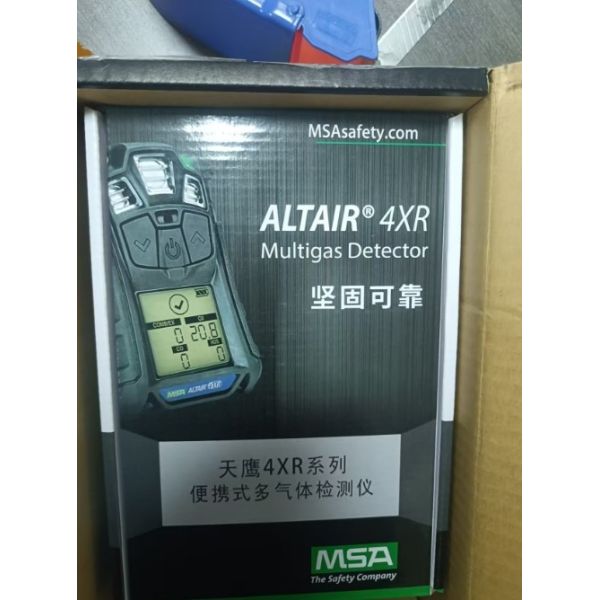 MSAsafety.com
ALTAIR® 4XR
Multigas Detector
坚固可靠
COMB/EX O2
0 20.8
CO H2S
0 0
MSA ALTAIR 4XR
天鹰4XR系列
便携式多气体检测仪
MSA
The Safety Company